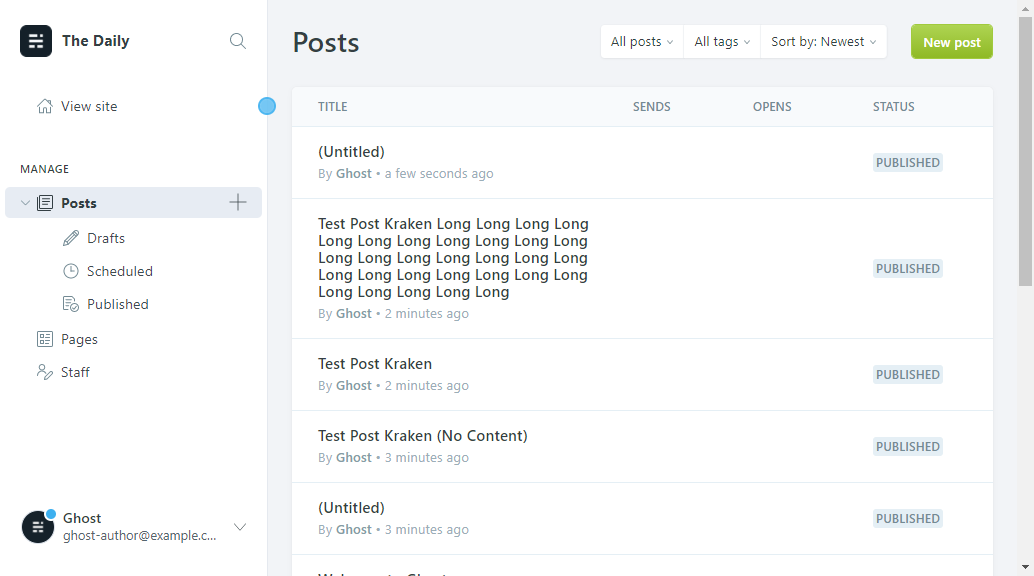 The Daily
View site
MANAGE
Posts
Drafts
Scheduled
Published
Pages
Staff
Ghost
ghost-author@example.c...
Posts
All posts
All tags
Sort by: Newest
New post
TITLE SENDS OPENS STATUS
(Untitled)
By Ghost • a few seconds ago
PUBLISHED
Test Post Kraken Long Long Long Long
Long Long Long Long Long Long Long
Long Long Long Long Long Long Long
Long Long Long Long Long Long Long
Long Long Long Long Long
By Ghost • 2 minutes ago
PUBLISHED
Test Post Kraken
By Ghost • 2 minutes ago
PUBLISHED
Test Post Kraken (No Content)
By Ghost • 3 minutes ago
PUBLISHED
(Untitled)
By Ghost • 3 minutes ago
PUBLISHED